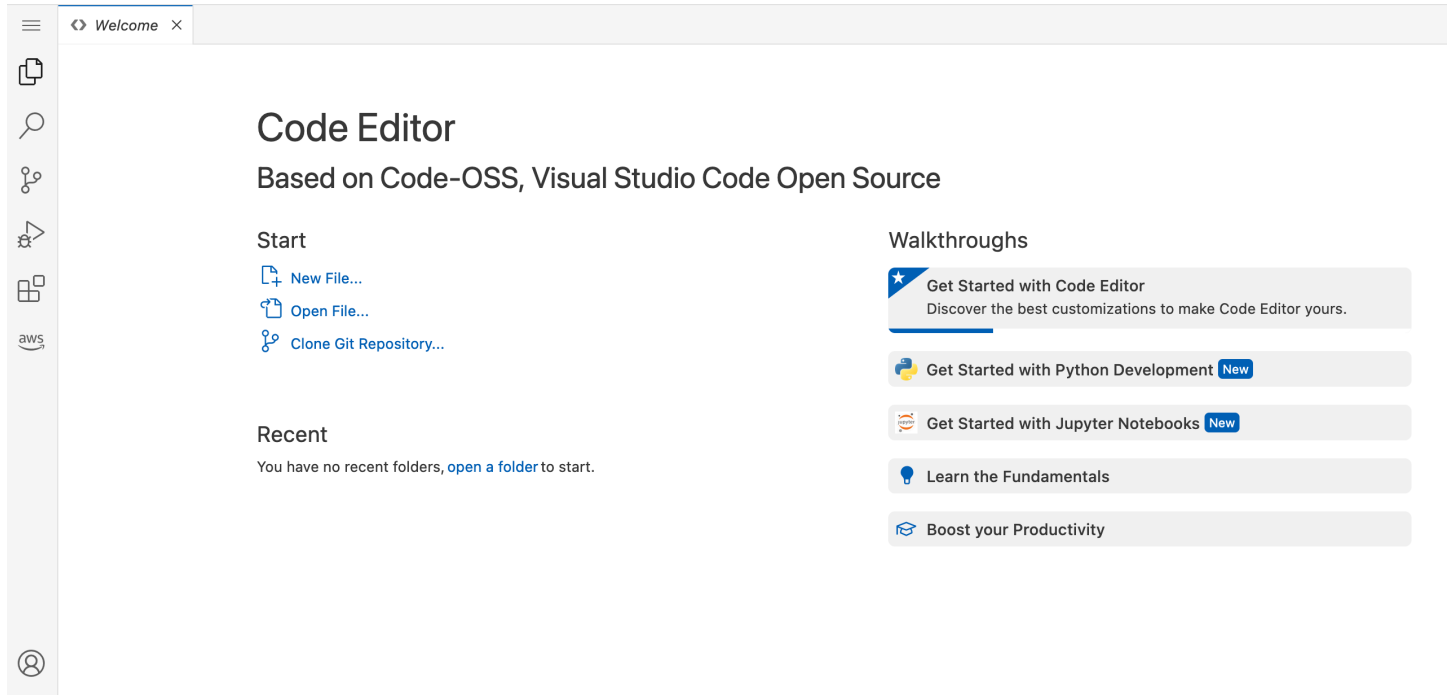 Welcome
Code Editor
Based on Code-OSS, Visual Studio Code Open Source
Start
New File...
Open File...
Clone Git Repository...
Recent
You have no recent folders, open a folder to start.
Walkthroughs
Get Started with Code Editor
Discover the best customizations to make Code Editor yours.
Get Started with Python Development New
jupyter
Get Started with Jupyter Notebooks New
Learn the Fundamentals
Boost your Productivity
aws